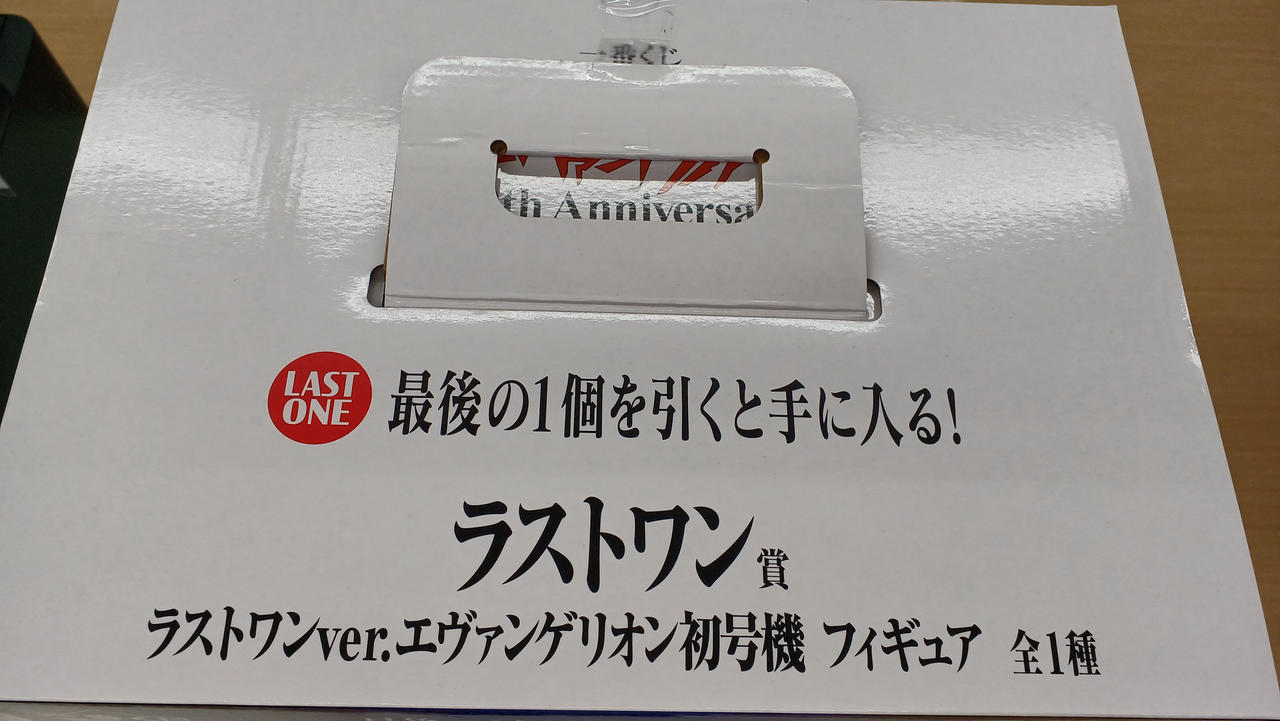 一番くじ
th Anniversa
LAST
ONE
最後の1個を引くと手に入る!
ラストワン賞
ラストワンver.エヴァンゲリオン初号機 フィギュア 全1種